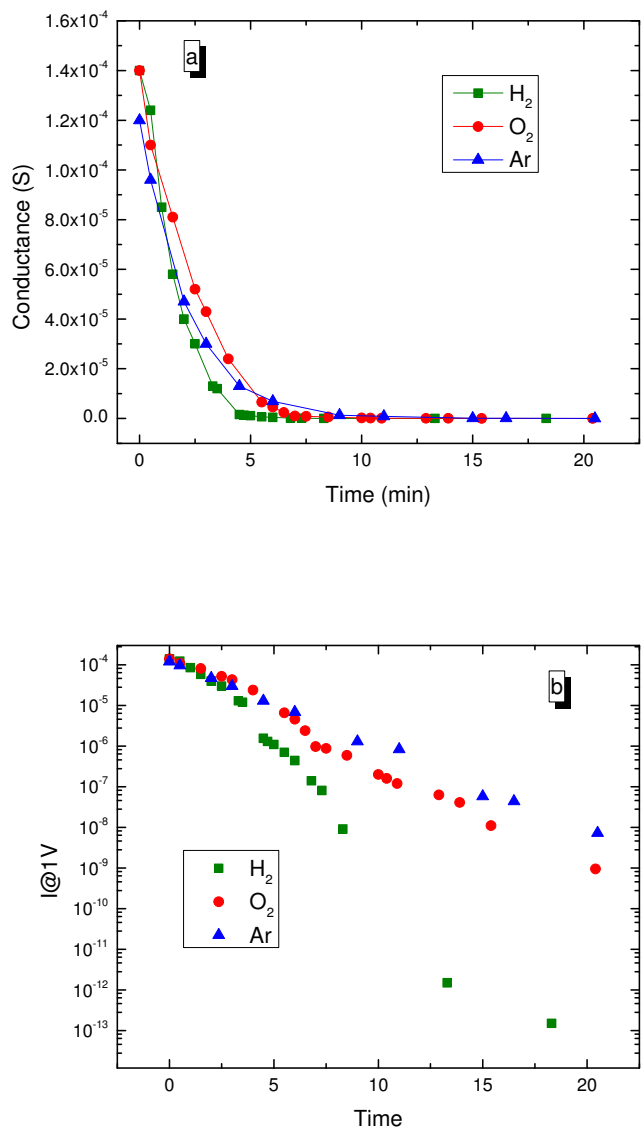 1.6x10⁻⁴
a
1.4x10⁻⁴
H₂
O₂
Ar
1.2x10⁻⁴
1.0x10⁻⁴
8.0x10⁻⁵
6.0x10⁻⁵
4.0x10⁻⁵
2.0x10⁻⁵
0.0
Conductance (S)
0 5 10 15 20
Time (min)
10⁻⁴
b
10⁻⁵
10⁻⁶
10⁻⁷
10⁻⁸
10⁻⁹
10⁻¹⁰
10⁻¹¹
10⁻¹²
10⁻¹³
I@1V
H₂
O₂
Ar
0 5 10 15 20
Time